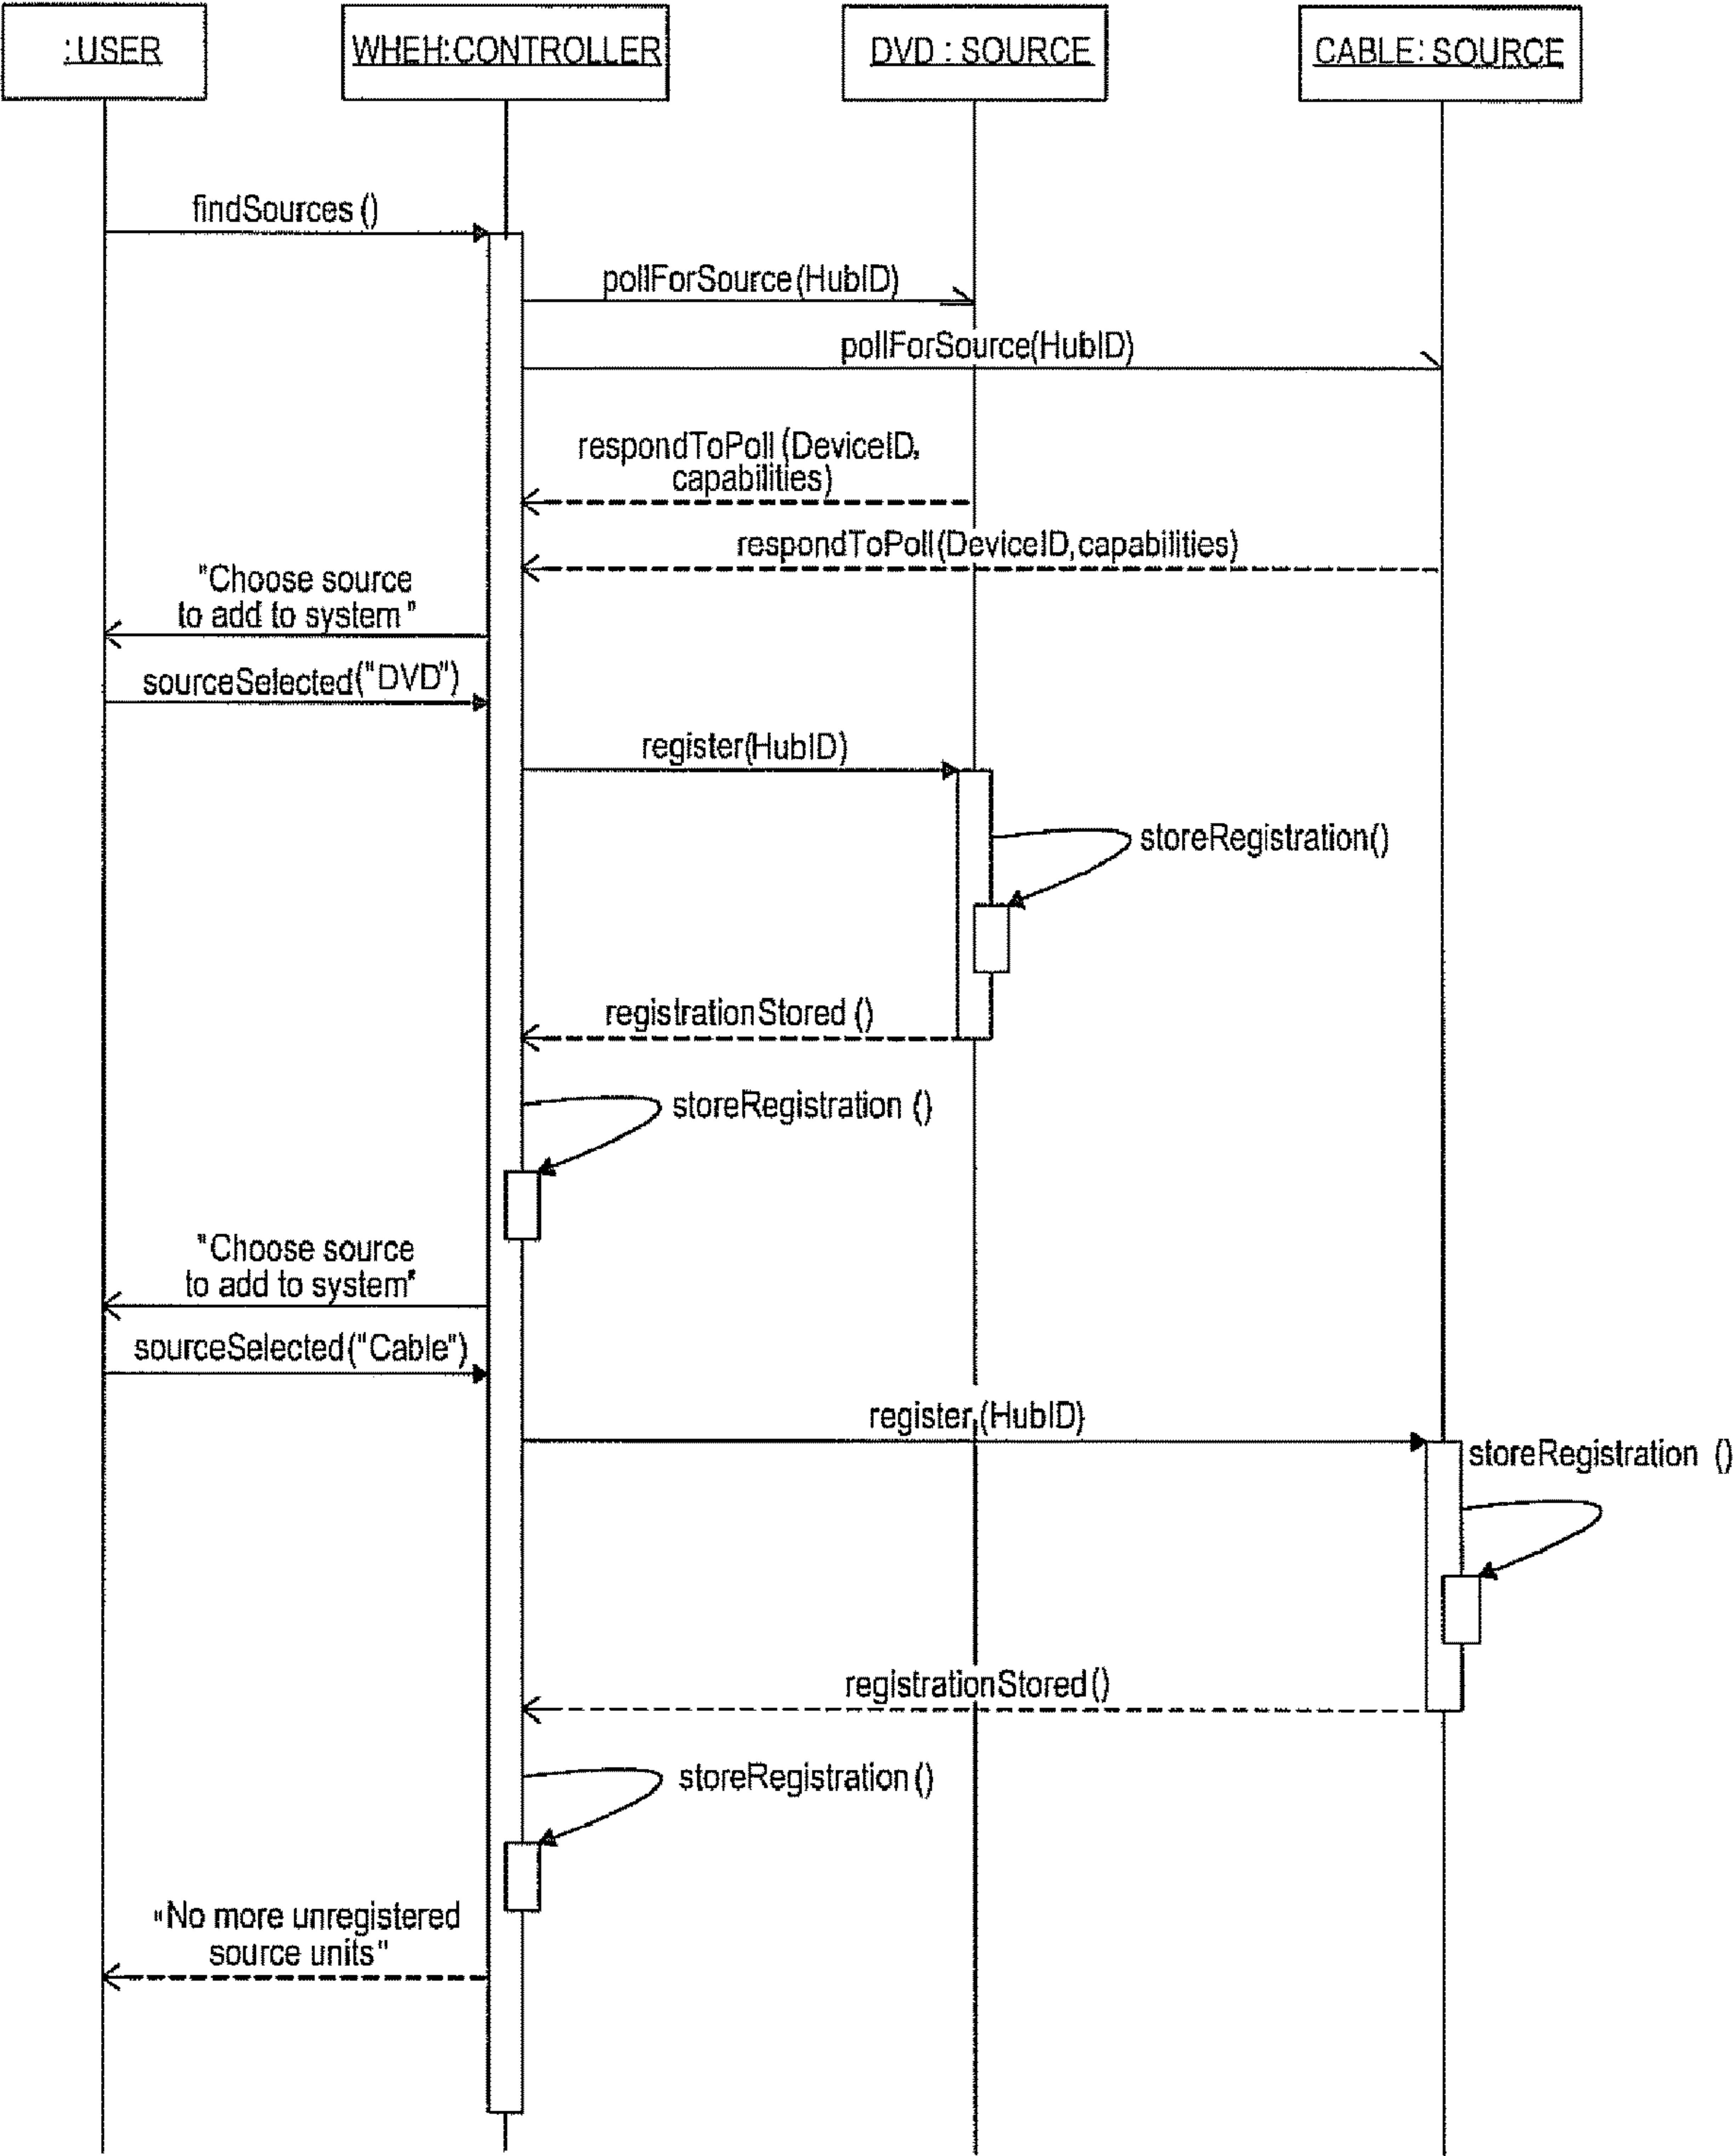 :USER
WHEH:CONTROLLER
DVD : SOURCE
CABLE: SOURCE
findSources ()
pollForSource (HubID)
pollForSource(HubID)
respondToPoll (DeviceID,
capabilities)
respondToPoll(DeviceID,capabilities)
"Choose source
to add to system"
sourceSelected("DVD")
register(HubID)
storeRegistration()
registrationStored ()
storeRegistration ()
"Choose source
to add to system"
sourceSelected("Cable")
register (HubID)
storeRegistration ()
registrationStored ()
storeRegistration ()
"No more unregistered
source units"